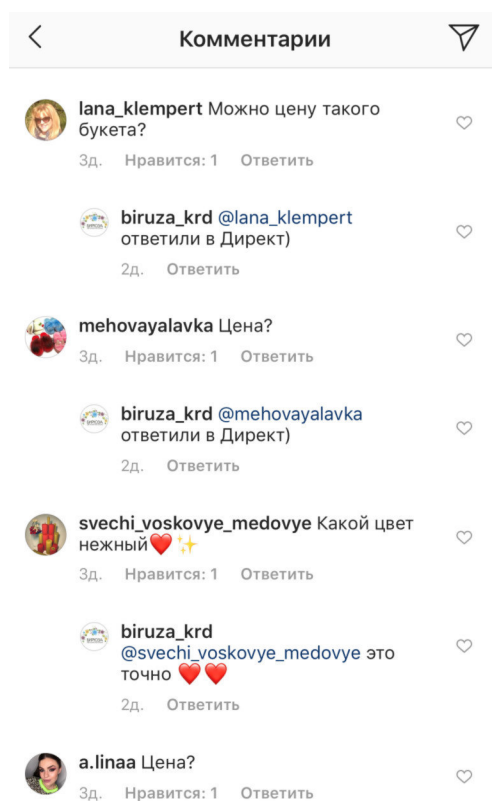 Комментарии
lana_klempert Можно цену такого
букета?
3д. Нравится: 1 Ответить
biruza_krd @lana_klempert
ответили в Директ)
2д. Ответить
mehovayalavka Цена?
3д. Нравится: 1 Ответить
biruza_krd @mehovayalavka
ответили в Директ)
2д. Ответить
svechi_voskovye_medovye Какой цвет
нежный❤️✨
3д. Нравится: 1 Ответить
biruza_krd
@svechi_voskovye_medovye это
точно ❤️❤️
2д. Ответить
a.linaa Цена?
3д. Нравится: 1 Ответить